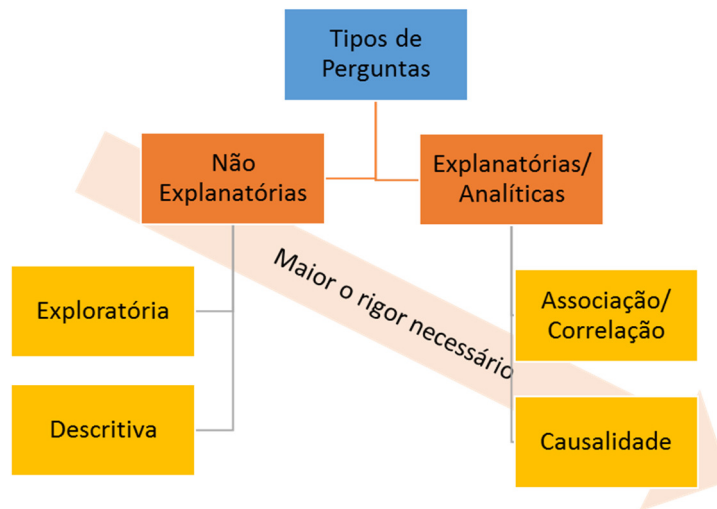 Tipos de
Perguntas
Não
Explanatórias
Explanatórias/
Analíticas
Exploratória
Descritiva
Maior o rigor necessário
Associação/
Correlação
Causalidade